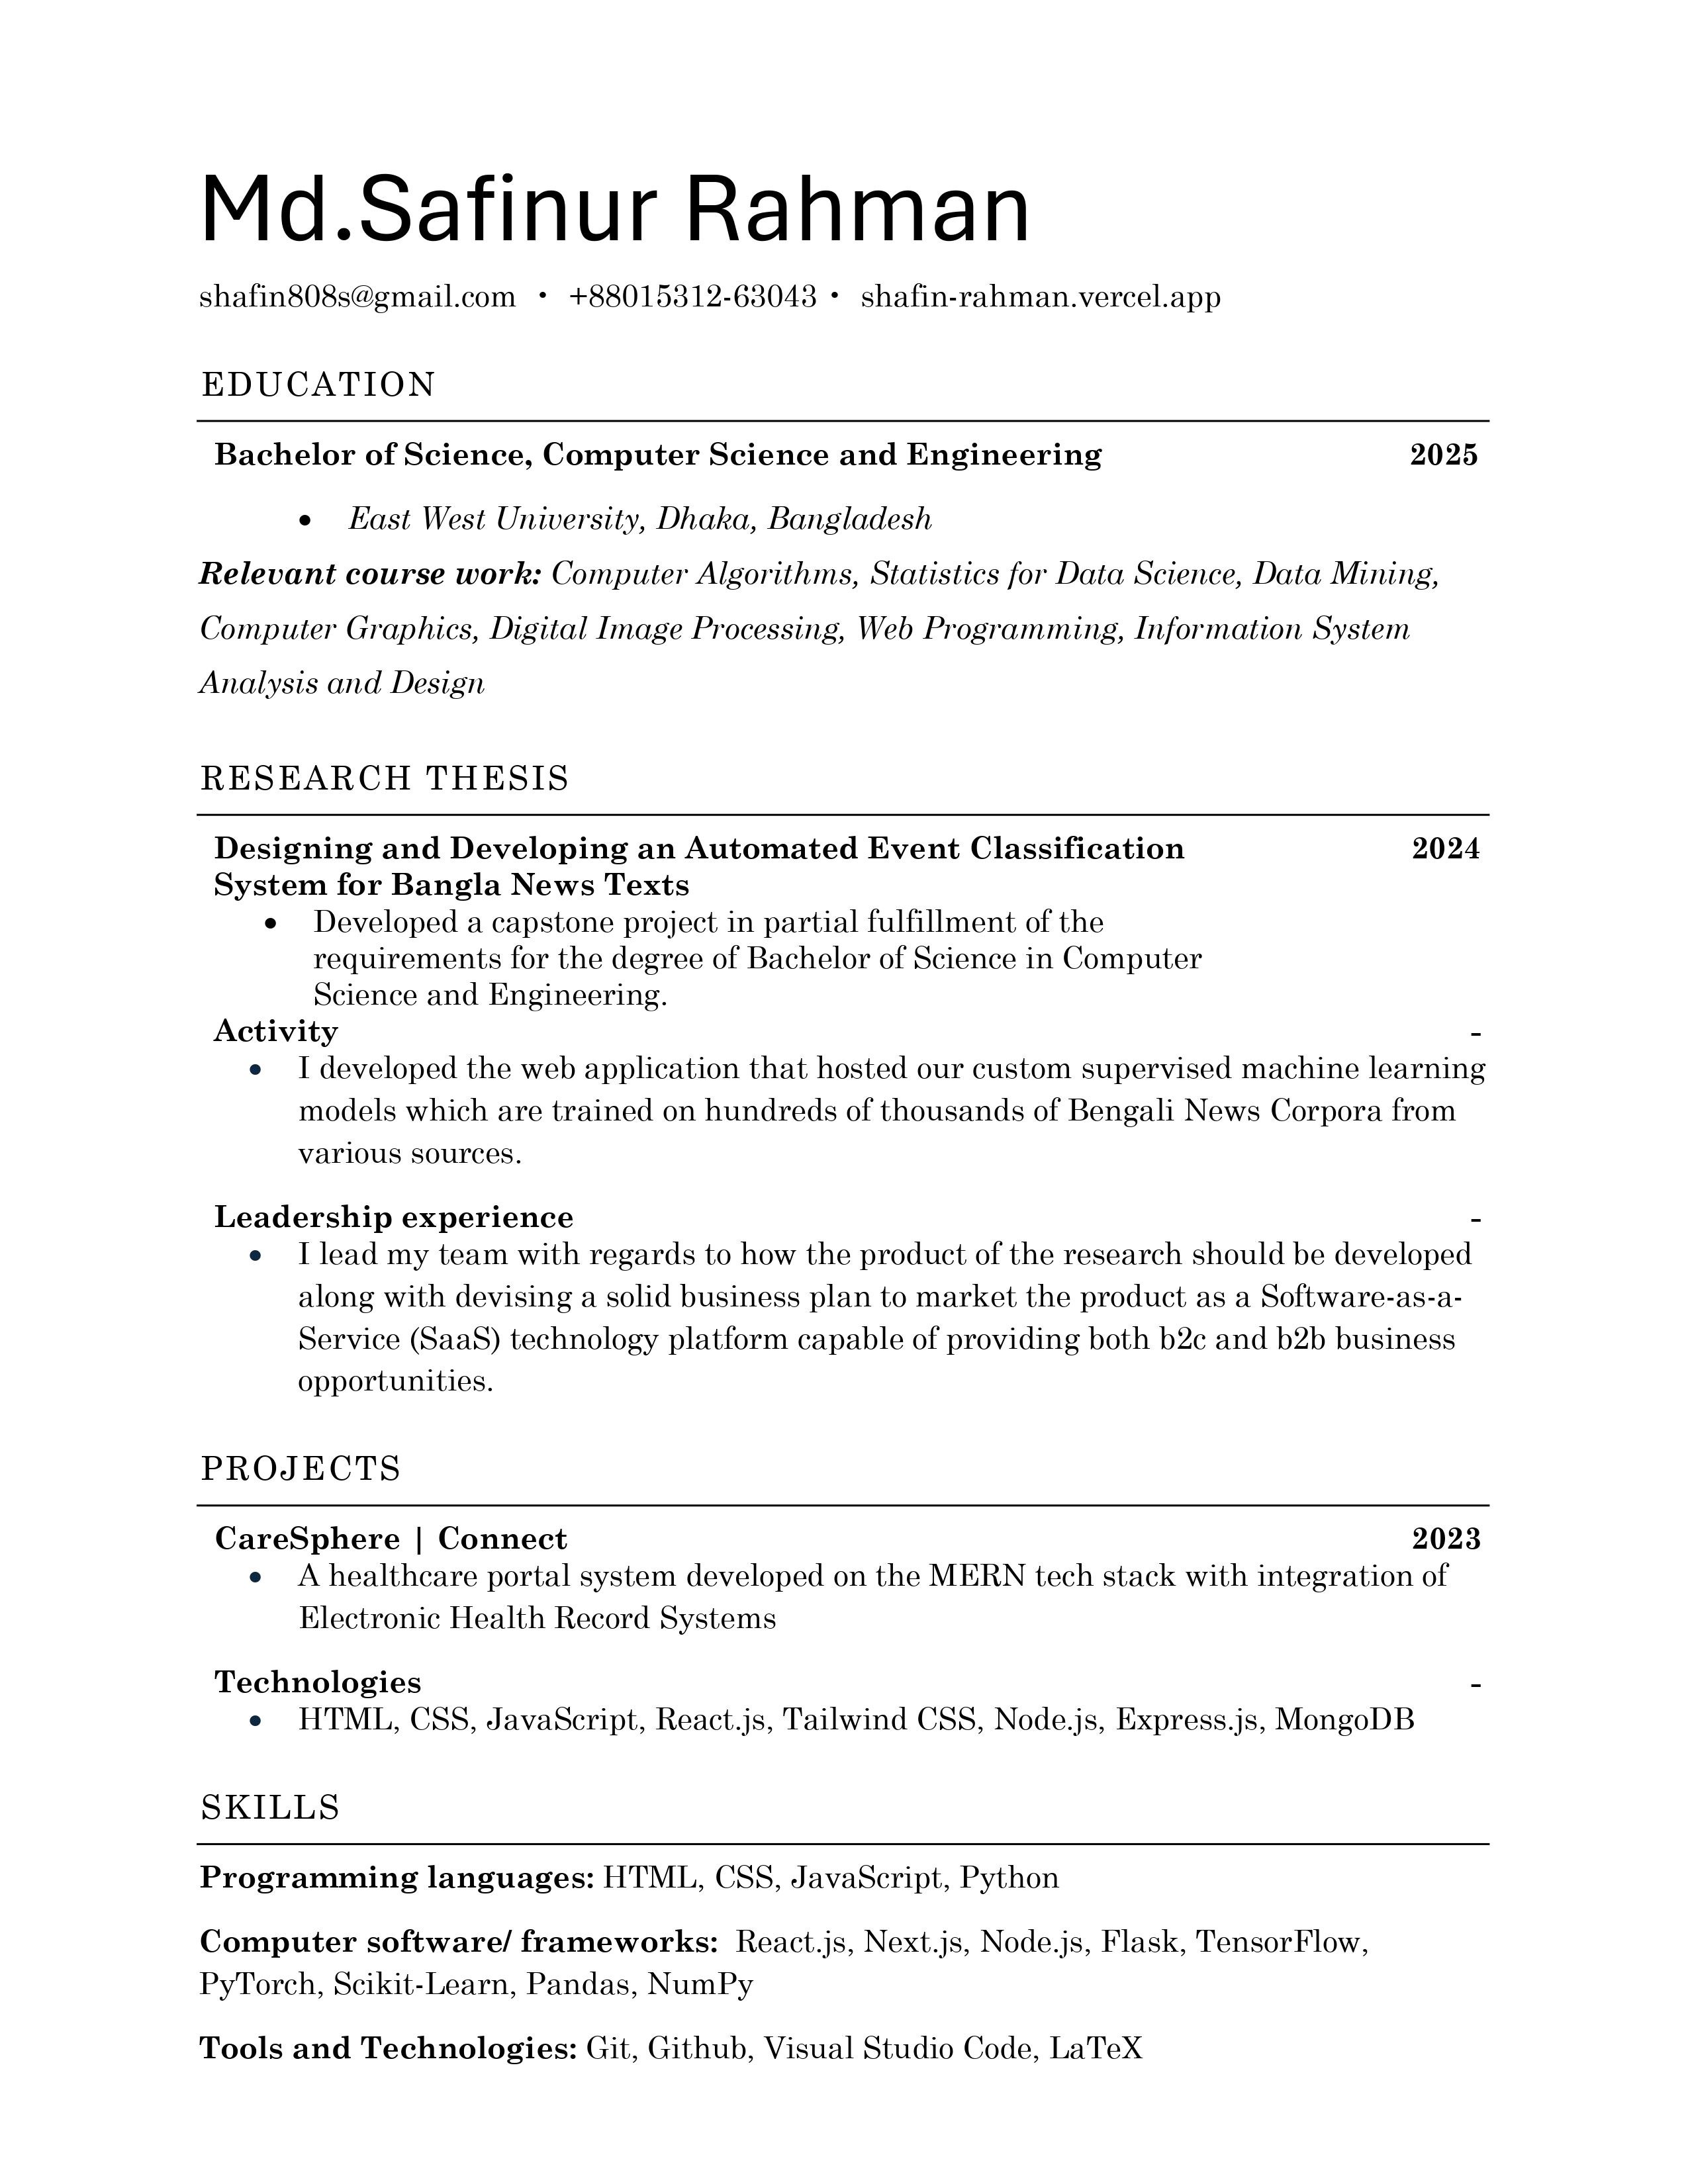 Md.Safinur Rahman
shafin808s@gmail.com • +88015312-63043 • shafin-rahman.vercel.app
EDUCATION
Bachelor of Science, Computer Science and Engineering 2025
• East West University, Dhaka, Bangladesh
Relevant course work: Computer Algorithms, Statistics for Data Science, Data Mining,
Computer Graphics, Digital Image Processing, Web Programming, Information System
Analysis and Design
RESEARCH THESIS
Designing and Developing an Automated Event Classification 2024
System for Bangla News Texts
• Developed a capstone project in partial fulfillment of the
requirements for the degree of Bachelor of Science in Computer
Science and Engineering.
Activity -
• I developed the web application that hosted our custom supervised machine learning
models which are trained on hundreds of thousands of Bengali News Corpora from
various sources.
Leadership experience -
• I lead my team with regards to how the product of the research should be developed
along with devising a solid business plan to market the product as a Software-as-a-
Service (SaaS) technology platform capable of providing both b2c and b2b business
opportunities.
PROJECTS
CareSphere | Connect 2023
• A healthcare portal system developed on the MERN tech stack with integration of
Electronic Health Record Systems
Technologies -
• HTML, CSS, JavaScript, React.js, Tailwind CSS, Node.js, Express.js, MongoDB
SKILLS
Programming languages: HTML, CSS, JavaScript, Python
Computer software/ frameworks: React.js, Next.js, Node.js, Flask, TensorFlow,
PyTorch, Scikit-Learn, Pandas, NumPy
Tools and Technologies: Git, Github, Visual Studio Code, LaTeX